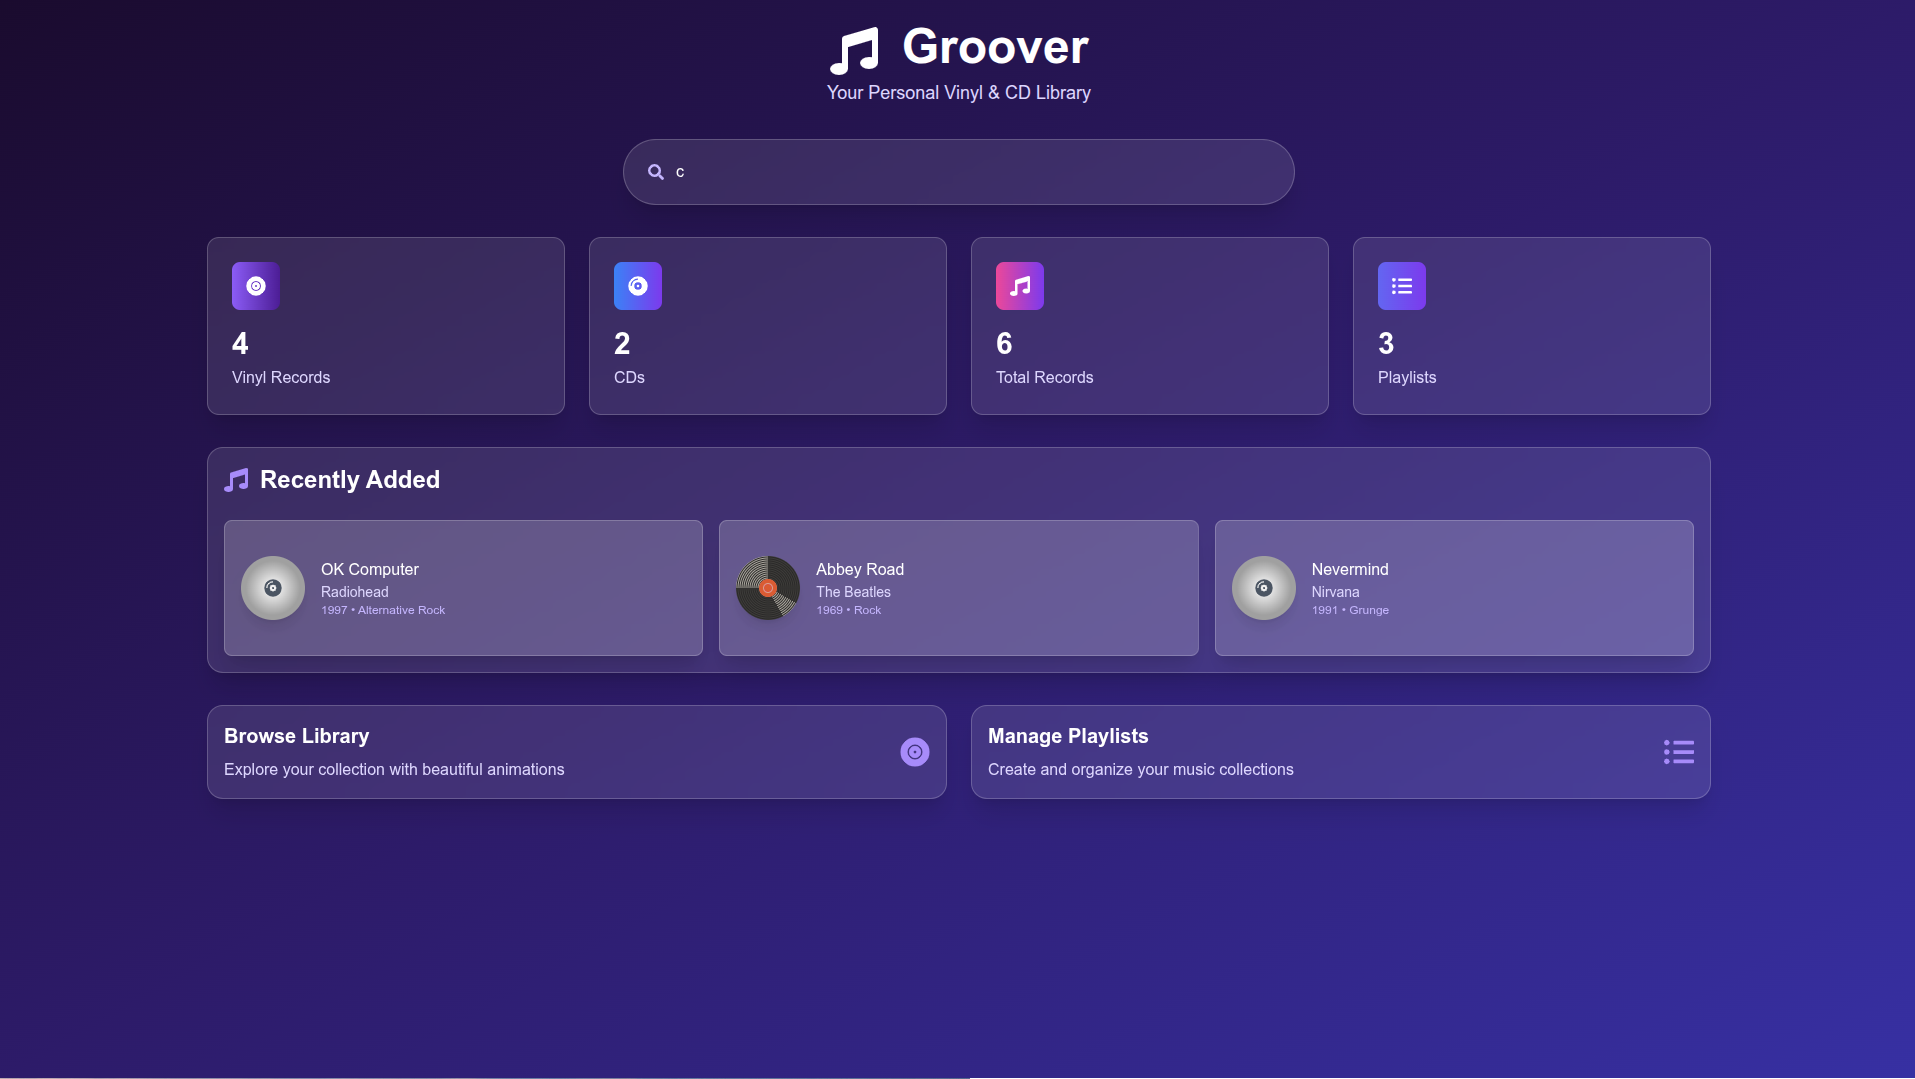 Groover
Your Personal Vinyl & CD Library
c
4
Vinyl Records
2
CDs
6
Total Records
3
Playlists
Recently Added
OK Computer
Radiohead
1997 • Alternative Rock
Abbey Road
The Beatles
1969 • Rock
Nevermind
Nirvana
1991 • Grunge
Browse Library
Explore your collection with beautiful animations
Manage Playlists
Create and organize your music collections